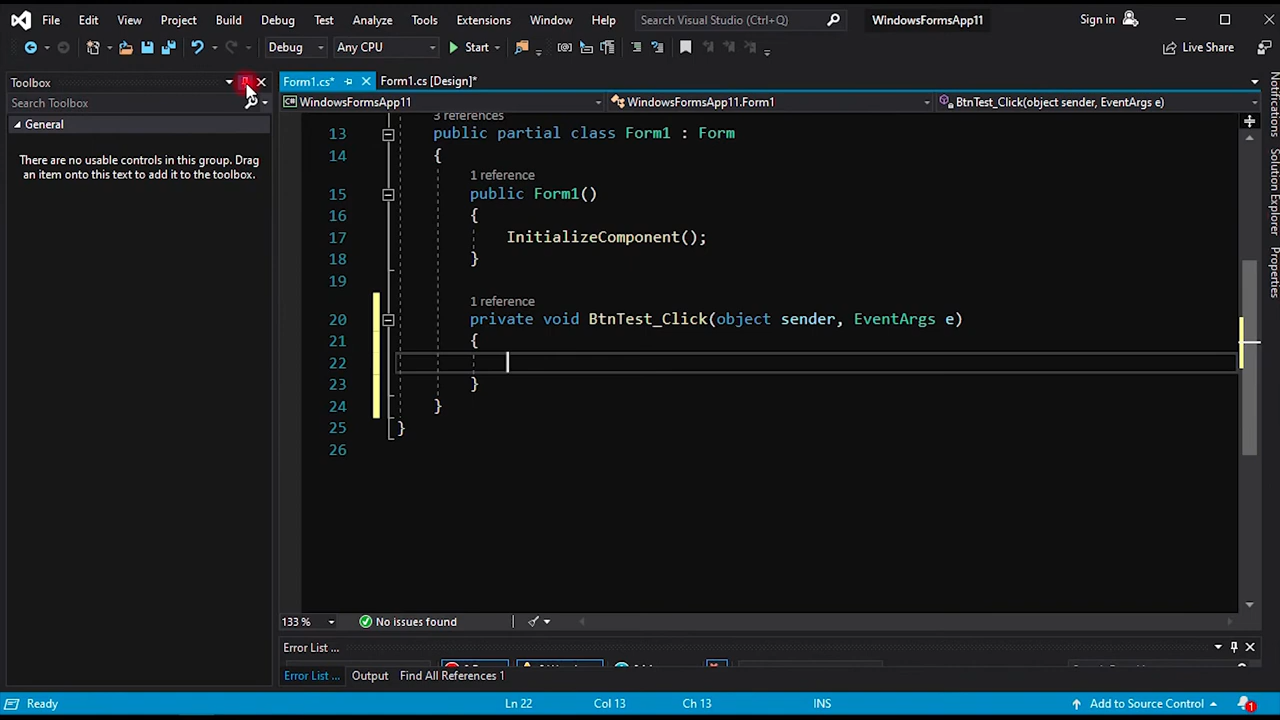 File Edit View Project Build Debug Test Analyze Tools Extensions Window Help Search Visual Studio (Ctrl+Q) WindowsFormsApp11 Sign in
Debug Any CPU Start Live Share
Toolbox
Search Toolbox
General
There are no usable controls in this group. Drag
an item onto this text to add it to the toolbox.
Form1.cs* Form1.cs [Design]*
WindowsFormsApp11 WindowsFormsApp11.Form1 BtnTest_Click(object sender, EventArgs e)
3 references
13 public partial class Form1 : Form
14 {
1 reference
15 public Form1()
16 {
17 InitializeComponent();
18 }
19
1 reference
20 private void BtnTest_Click(object sender, EventArgs e)
21 {
22
23 }
24 }
25 }
26
133 % No issues found
Error List ...
Error List ... Output Find All References 1
Ready Ln 22 Col 13 Ch 13 INS Add to Source Control 1
Notifications
Solution Explorer
Properties